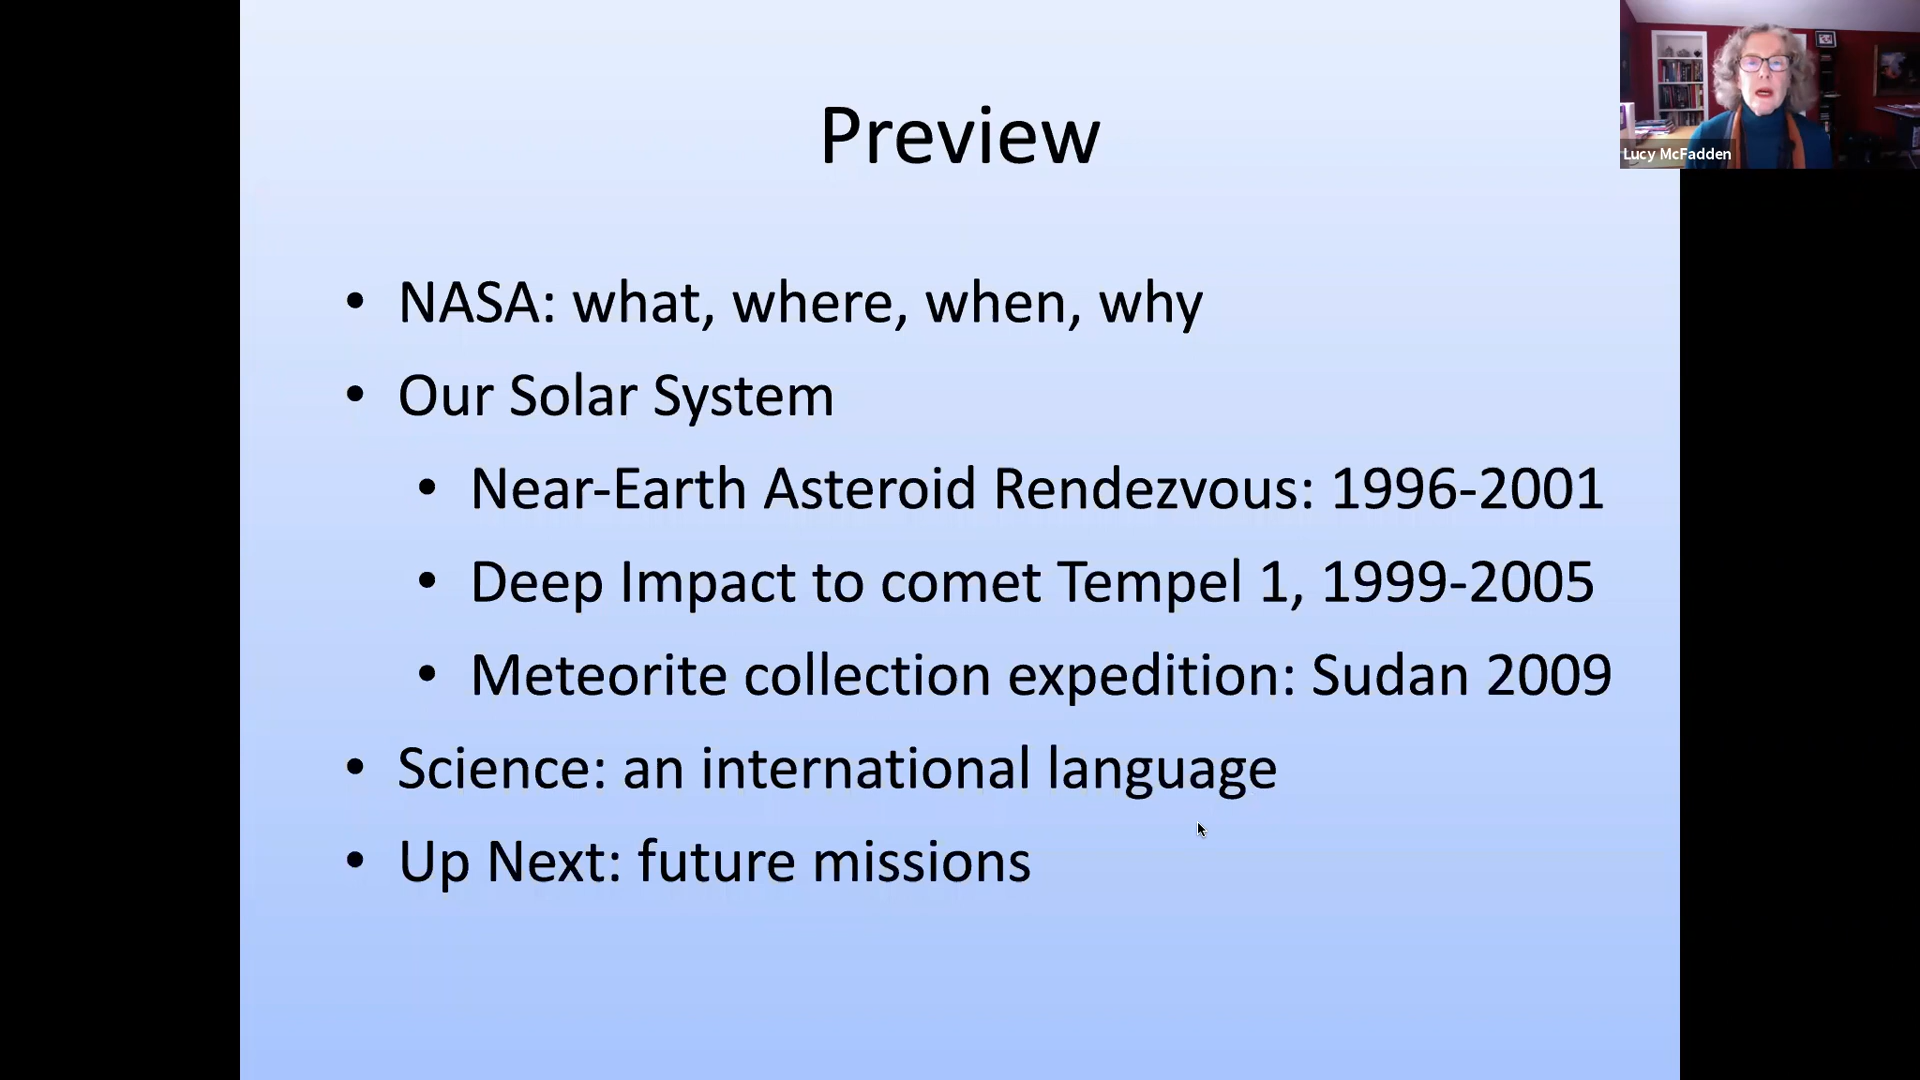 Preview
• NASA: what, where, when, why
• Our Solar System
• Near-Earth Asteroid Rendezvous: 1996-2001
• Deep Impact to comet Tempel 1, 1999-2005
• Meteorite collection expedition: Sudan 2009
• Science: an international language
• Up Next: future missions
Lucy McFadden